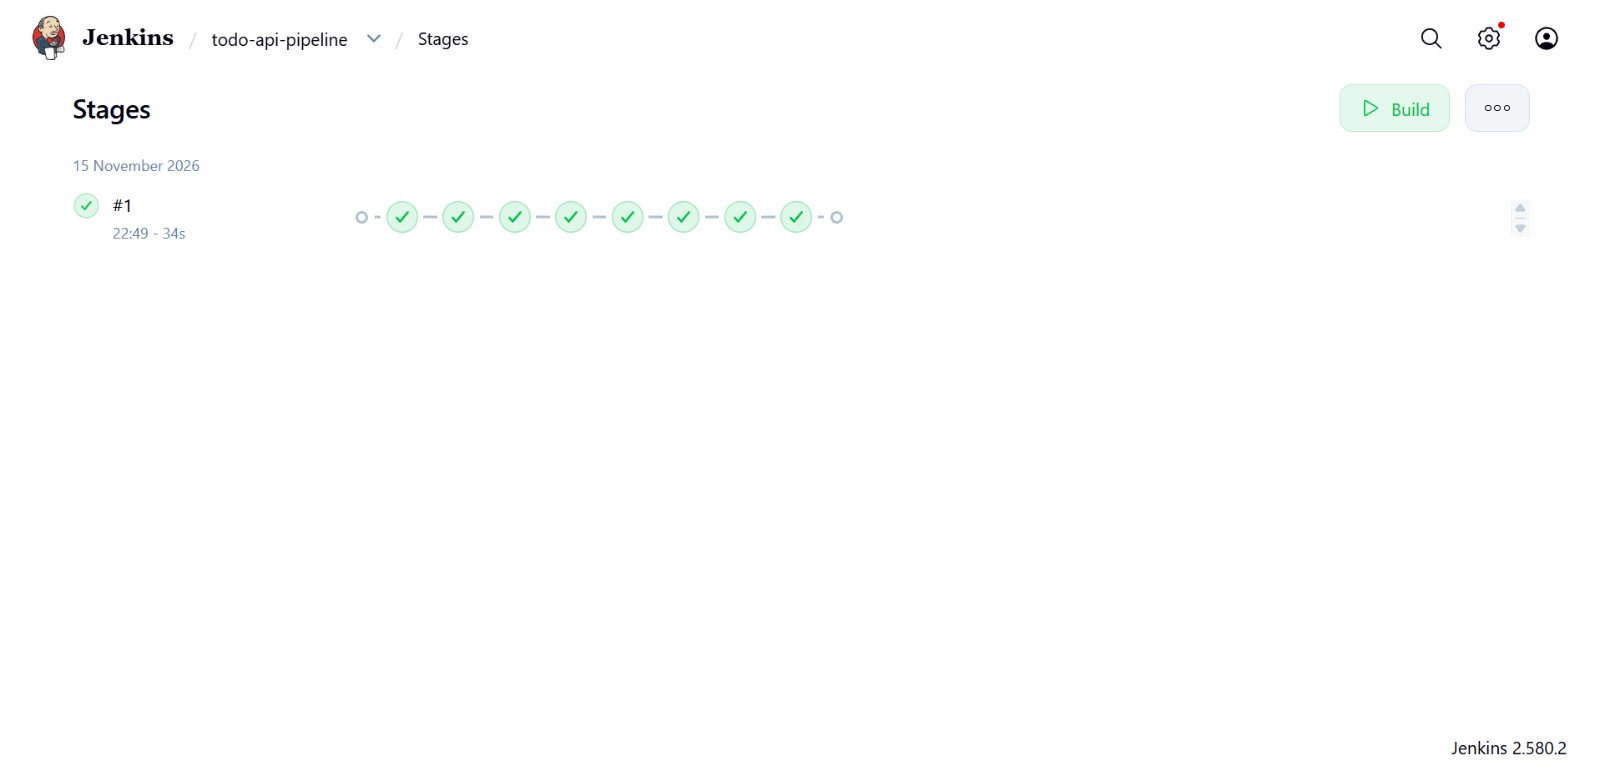 Jenkins / todo-api-pipeline / Stages
Stages
Build
15 November 2026
#1
22:49 - 34s
Jenkins 2.580.2